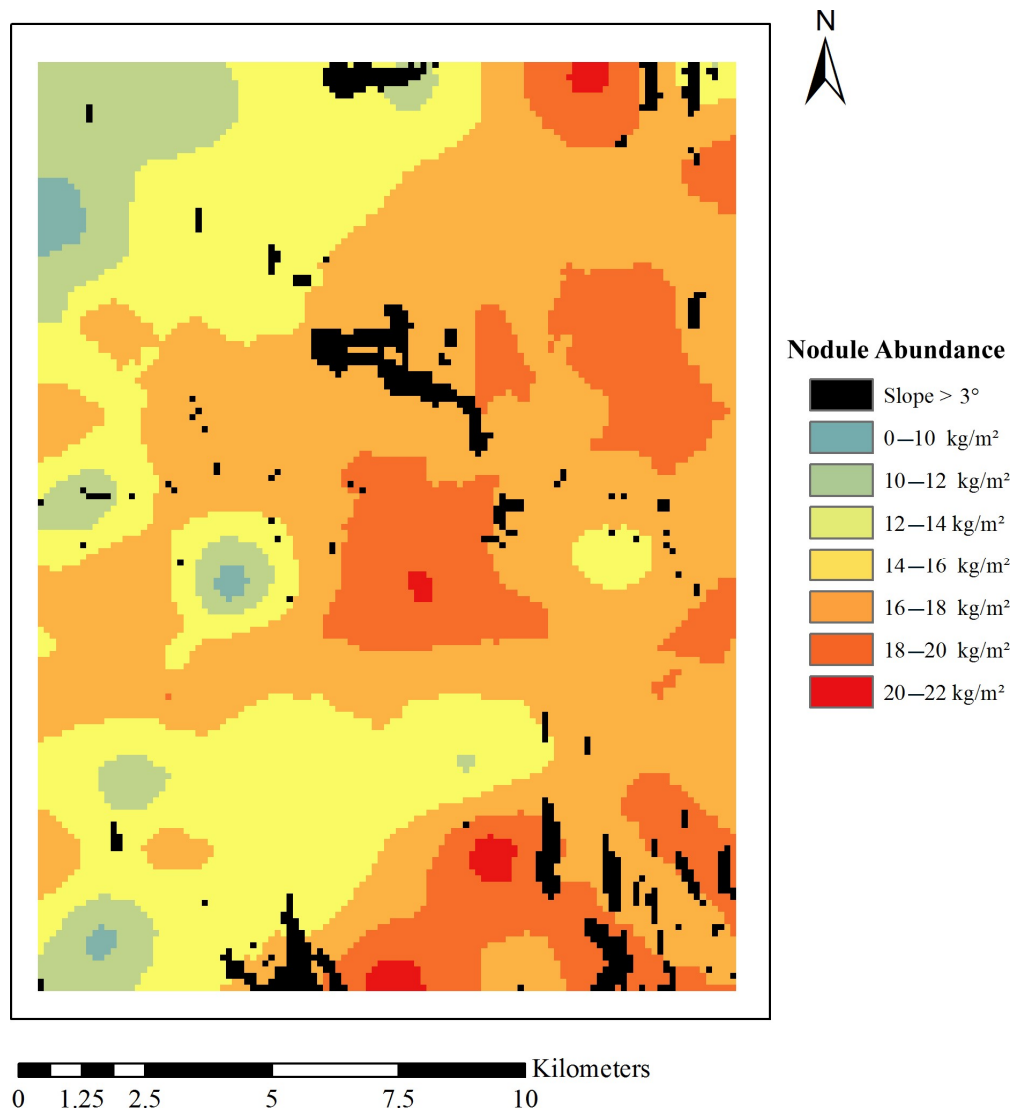 N
Nodule Abundance
Slope > 3°
0—10 kg/m²
10—12 kg/m²
12—14 kg/m²
14—16 kg/m²
16—18 kg/m²
18—20 kg/m²
20—22 kg/m²
Kilometers
0 1.25 2.5 5 7.5 10